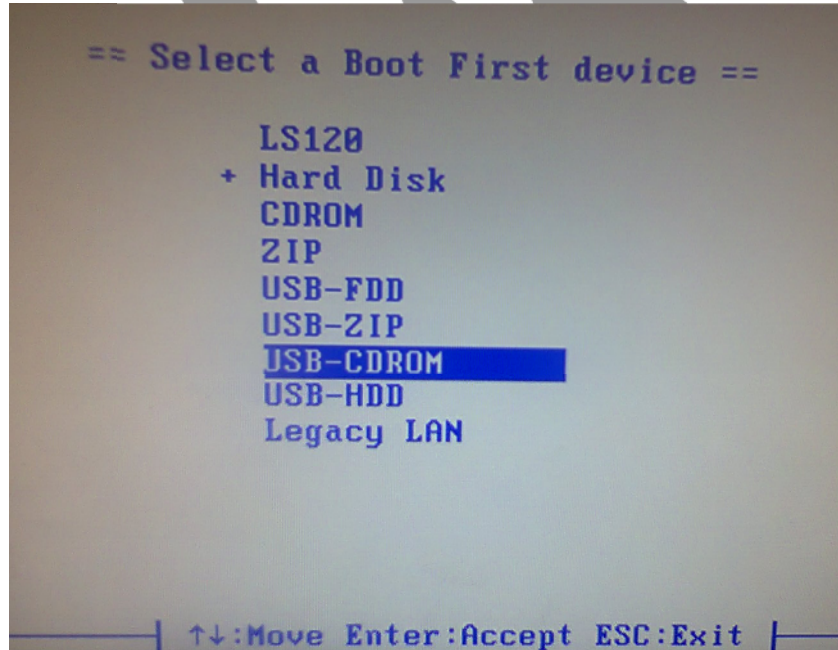 == Select a Boot First device ==
LS120
+ Hard Disk
CDROM
ZIP
USB-FDD
USB-ZIP
USB-CDROM
USB-HDD
Legacy LAN
↑↓:Move Enter:Accept ESC:Exit